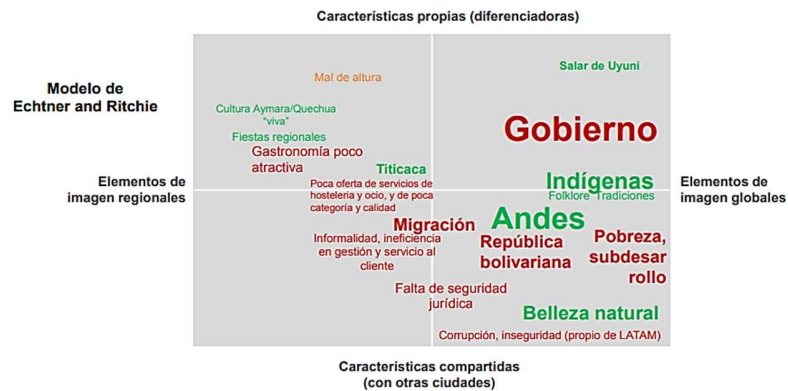 Características propias (diferenciadoras)
Modelo de
Echtner and Ritchie
Mal de altura
Salar de Uyuni
Cultura Aymara/Quechua
"viva"
Fiestas regionales
Gobierno
Gastronomía poco
atractiva
Titicaca
Indígenas
Elementos de
imagen regionales
Elementos de
imagen globales
Poca oferta de servicios de
hostelería y ocio, y de poca
categoría y calidad
Folklore Tradiciones
Andes
Migración
Informalidad, ineficiencia
en gestión y servicio al
cliente
República
bolivariana
Pobreza,
subdesar
rollo
Falta de seguridad
jurídica
Belleza natural
Corrupción, inseguridad (propio de LATAM)
Características compartidas
(con otras ciudades)